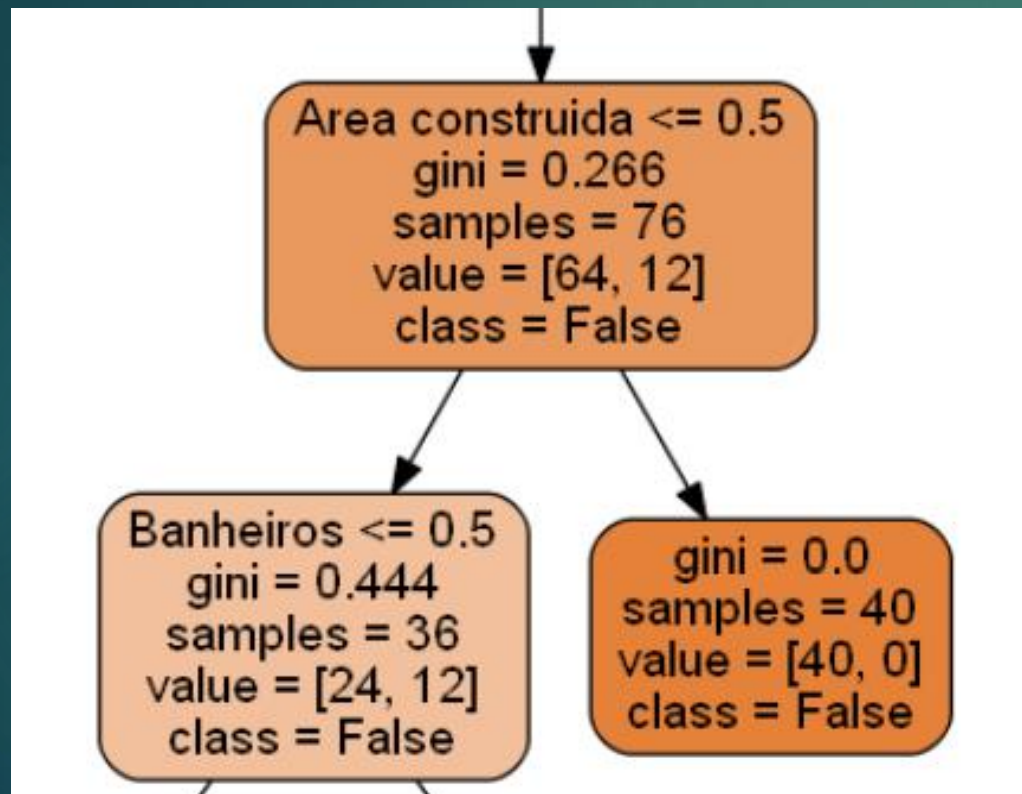 Area construida <= 0.5
gini = 0.266
samples = 76
value = [64, 12]
class = False
Banheiros <= 0.5
gini = 0.444
samples = 36
value = [24, 12]
class = False
gini = 0.0
samples = 40
value = [40, 0]
class = False